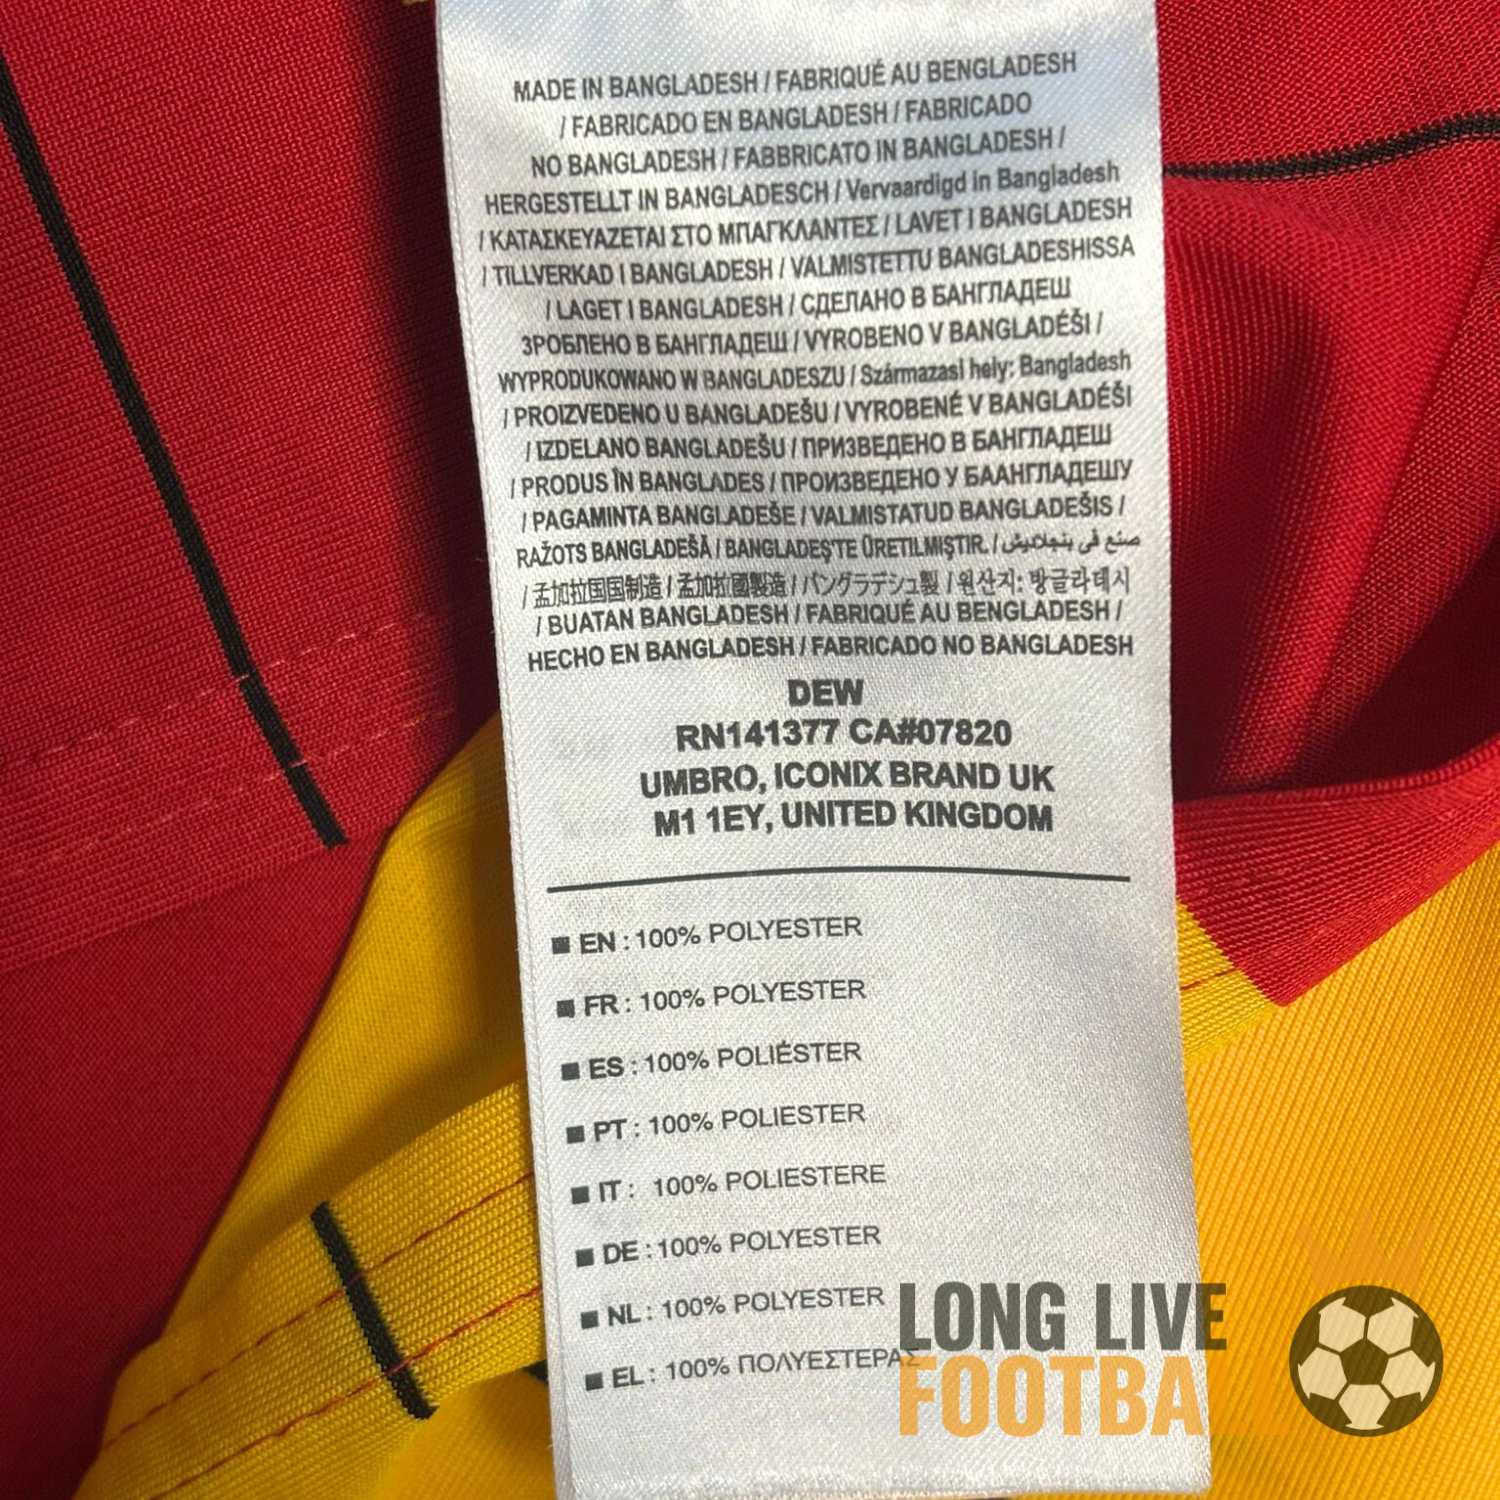 MADE IN BANGLADESH / FABRIQUÉ AU BENGLADESH
/ FABRICADO EN BANGLADESH / FABRICADO
NO BANGLADESH / FABBRICATO IN BANGLADESH /
HERGESTELLT IN BANGLADESCH / Vervaardigd in Bangladesh
/ ΚΑΤΑΣΚΕΥΑΖΕΤΑΙ ΣΤΟ ΜΠΑΓΚΛΑΝΤΕΣ / LAVET I BANGLADESH
/ TILLVERKAD I BANGLADESH / VALMISTETTU BANGLADESHISSA
/ LAGET I BANGLADESH / СДЕЛАНО В БАНГЛАДЕШ
ЗРОБЛЕНО В БАНГЛАДЕШ / VYROBENO V BANGLADÉŠI /
WYPRODUKOWANO W BANGLADESZU / Származasi hely: Bangladesh
/ PROIZVEDENO U BANGLADEŠU / VYROBENÉ V BANGLADÉŠI
/ IZDELANO BANGLADEŠU / ПРИЗВЕДЕНО В БАНГЛАДЕШ
/ PRODUS ÎN BANGLADES / ПРОИЗВЕДЕНО У БААНГЛАДЕШУ
/ PAGAMINTA BANGLADEŠE / VALMISTATUD BANGLADEŠIS /
RAŽOTS BANGLADEŠĀ / BANGLADEŞ'TE ÜRETILMIŞTIR. / صنع في بنجلاديش
/ 孟加拉国国制造 / 孟加拉國製造 / バングラデシュ製 / 원산지: 방글라데시
/ BUATAN BANGLADESH / FABRIQUÉ AU BENGLADESH /
HECHO EN BANGLADESH / FABRICADO NO BANGLADESH
DEW
RN141377 CA#07820
UMBRO, ICONIX BRAND UK
M1 1EY, UNITED KINGDOM
■ EN : 100% POLYESTER
■ FR : 100% POLYESTER
■ ES : 100% POLIÉSTER
■ PT : 100% POLIESTER
■ IT : 100% POLIESTERE
■ DE : 100% POLYESTER
■ NL : 100% POLYESTER
■ EL : 100% ΠΟΛΥΕΣΤΕΡΑΣ
LONG LIVE
FOOTBALL